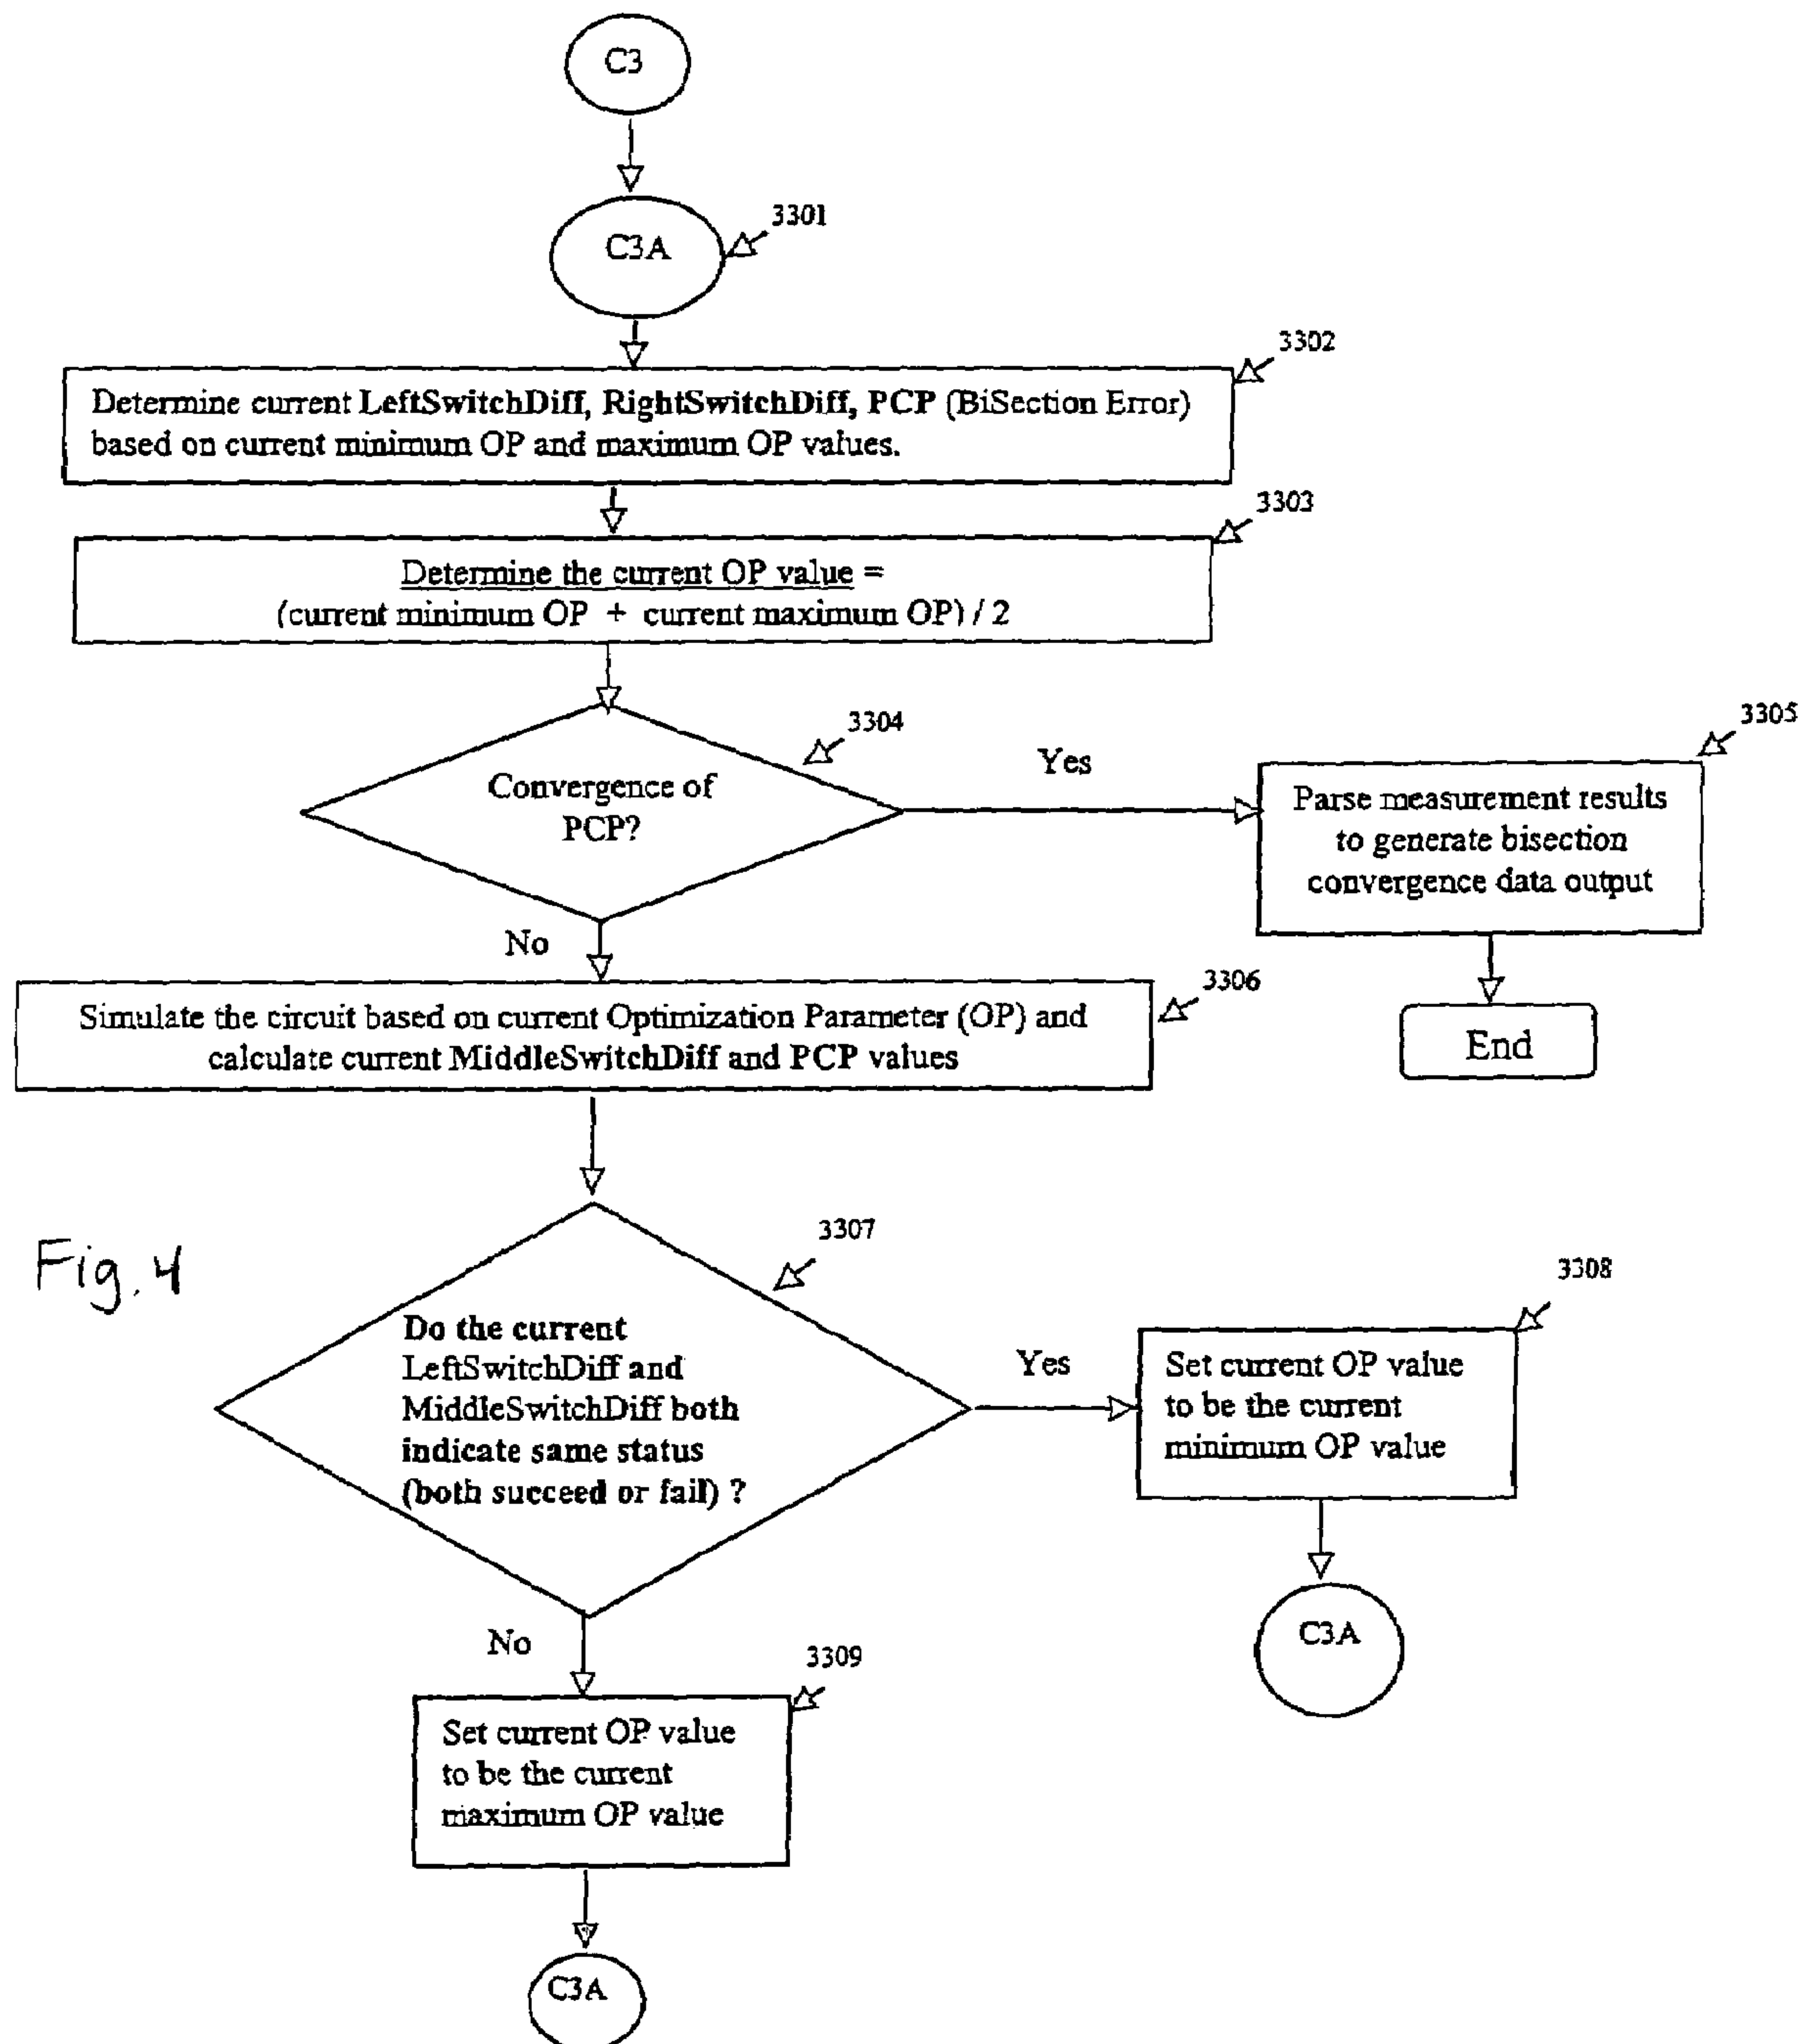 C3
C3A
3301
3302
Determine current LeftSwitchDiff, RightSwitchDiff, PCP (BiSection Error)
based on current minimum OP and maximum OP values.
3303
Determine the current OP value =
(current minimum OP + current maximum OP) / 2
3304
Convergence of
PCP?
Yes
3305
Parse measurement results
to generate bisection
convergence data output
End
No
3306
Simulate the circuit based on current Optimization Parameter (OP) and
calculate current MiddleSwitchDiff and PCP values
Fig. 4
3307
Do the current
LeftSwitchDiff and
MiddleSwitchDiff both
indicate same status
(both succeed or fail) ?
Yes
3308
Set current OP value
to be the current
minimum OP value
C3A
No
3309
Set current OP value
to be the current
maximum OP value
C3A